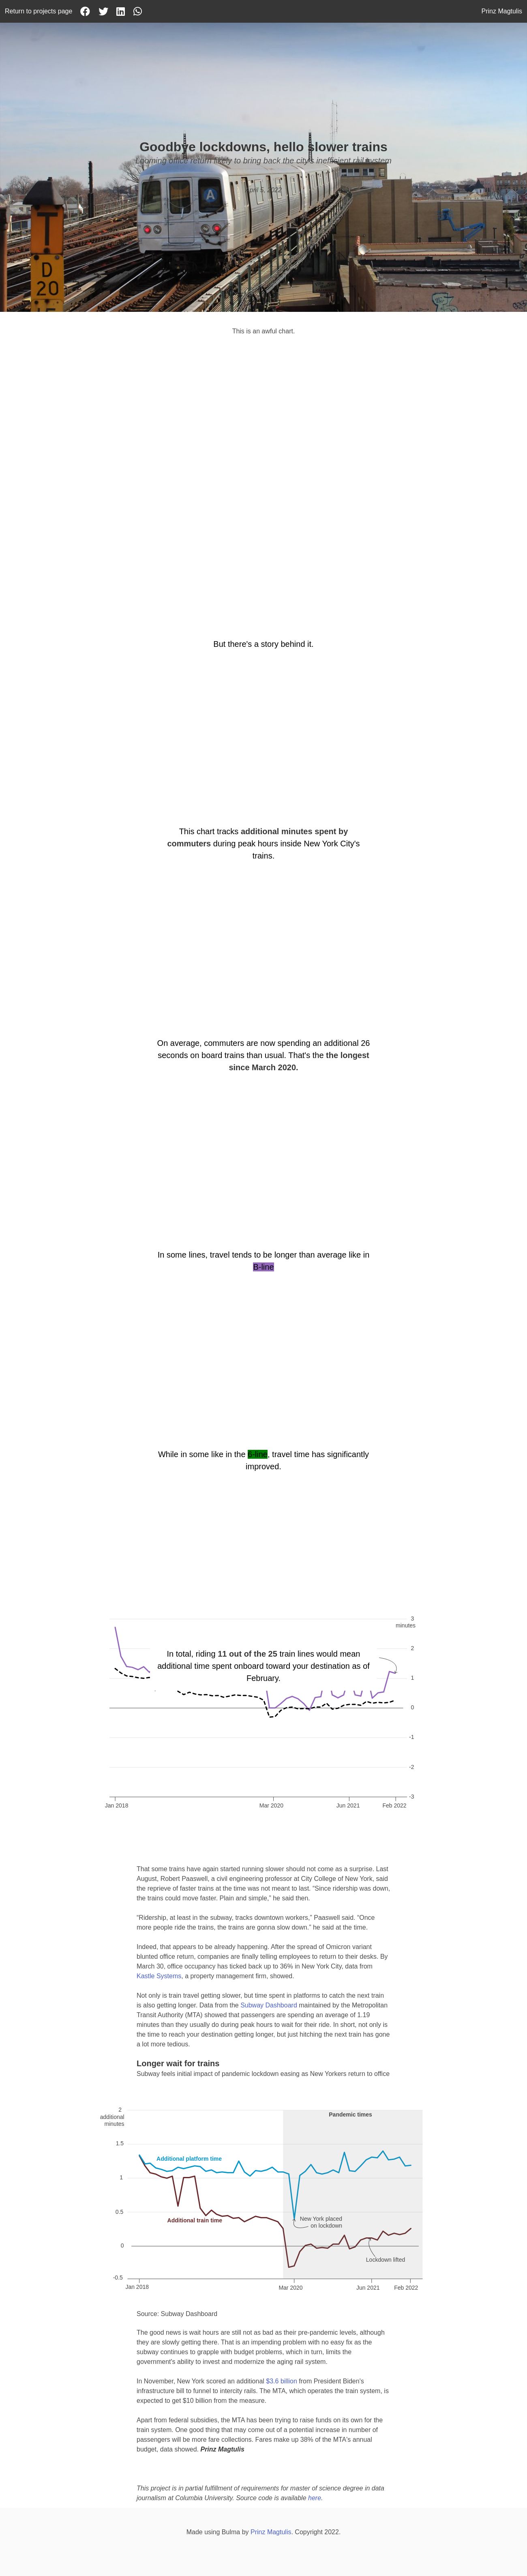 Return to projects page
Prinz Magtulis
Goodbye lockdowns, hello slower trains
Looming office return likely to bring back the city's inefficient rail system
2022
A
D
20
This is an awful chart.
But there's a story behind it.
This chart tracks additional minutes spent by
commuters during peak hours inside New York City's
trains.
On average, commuters are now spending an additional 26
seconds on board trains than usual. That's the the longest
since March 2020.
In some lines, travel tends to be longer than average like in
B-line
While in some like in the 6-line, travel time has significantly
improved.
3
minutes
2
In total, riding 11 out of the 25 train lines would mean
additional time spent onboard toward your destination as of
February.
1
0
-1
-2
-3
Jan 2018
Mar 2020
Jun 2021
Feb 2022
That some trains have again started running slower should not come as a surprise. Last
August, Robert Paaswell, a civil engineering professor at City College of New York, said
the reprieve of faster trains at the time was not meant to last. “Since ridership was down,
the trains could move faster. Plain and simple,” he said then.
“Ridership, at least in the subway, tracks downtown workers,” Paaswell said. “Once
more people ride the trains, the trains are gonna slow down.” he said at the time.
Indeed, that appears to be already happening. After the spread of Omicron variant
blunted office return, companies are finally telling employees to return to their desks. By
March 30, office occupancy has ticked back up to 36% in New York City, data from
Kastle Systems, a property management firm, showed.
Not only is train travel getting slower, but time spent in platforms to catch the next train
is also getting longer. Data from the Subway Dashboard maintained by the Metropolitan
Transit Authority (MTA) showed that passengers are spending an average of 1.19
minutes than they usually do during peak hours to wait for their ride. In short, not only is
the time to reach your destination getting longer, but just hitching the next train has gone
a lot more tedious.
Longer wait for trains
Subway feels initial impact of pandemic lockdown easing as New Yorkers return to office
2
additional
minutes
Pandemic times
1.5
Additional platform time
1
0.5
Additional train time
New York placed
on lockdown
0
Lockdown lifted
-0.5
Jan 2018
Mar 2020
Jun 2021
Feb 2022
Source: Subway Dashboard
The good news is wait hours are still not as bad as their pre-pandemic levels, although
they are slowly getting there. That is an impending problem with no easy fix as the
subway continues to grapple with budget problems, which in turn, limits the
government's ability to invest and modernize the aging rail system.
In November, New York scored an additional $3.6 billion from President Biden's
infrastructure bill to funnel to intercity rails. The MTA, which operates the train system, is
expected to get $10 billion from the measure.
Apart from federal subsidies, the MTA has been trying to raise funds on its own for the
train system. One good thing that may come out of a potential increase in number of
passengers will be more fare collections. Fares make up 38% of the MTA's annual
budget, data showed. Prinz Magtulis
This project is in partial fulfillment of requirements for master of science degree in data
journalism at Columbia University. Source code is available here.
Made using Bulma by Prinz Magtulis. Copyright 2022.